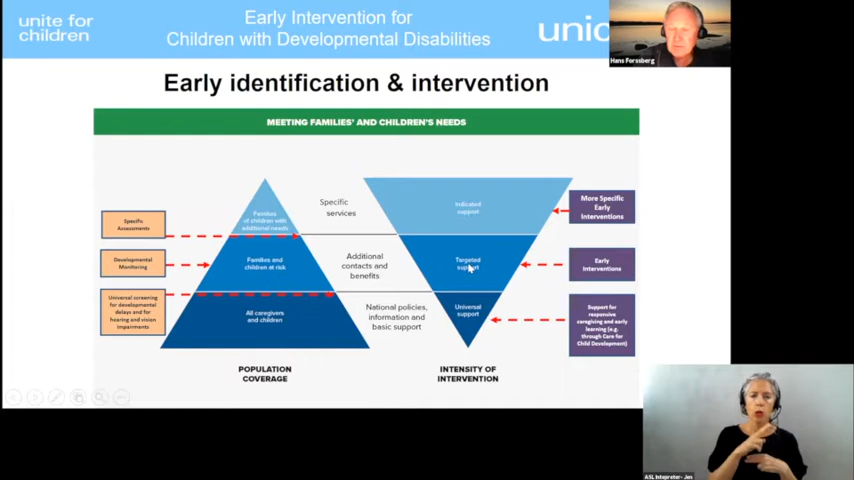 unite for
children
Early Intervention for
Children with Developmental Disabilities
unic
Hans Forssberg
Early identification & intervention
MEETING FAMILIES' AND CHILDREN'S NEEDS
Specific
Assessments
Developmental
Monitoring
Universal screening
for developmental
delays and for
hearing and vision
impairments
Families
of children with
additional needs
Families and
children at risk
All caregivers
and children
POPULATION
COVERAGE
Specific
services
Additional
contacts and
benefits
National policies,
information and
basic support
Indicated
support
Targeted
support
Universal
support
INTENSITY OF
INTERVENTION
More Specific
Early
Interventions
Early
Interventions
Support for
responsive
caregiving and early
learning (e.g.
through Care for
Child Development)
ASL Inteprator- Jen